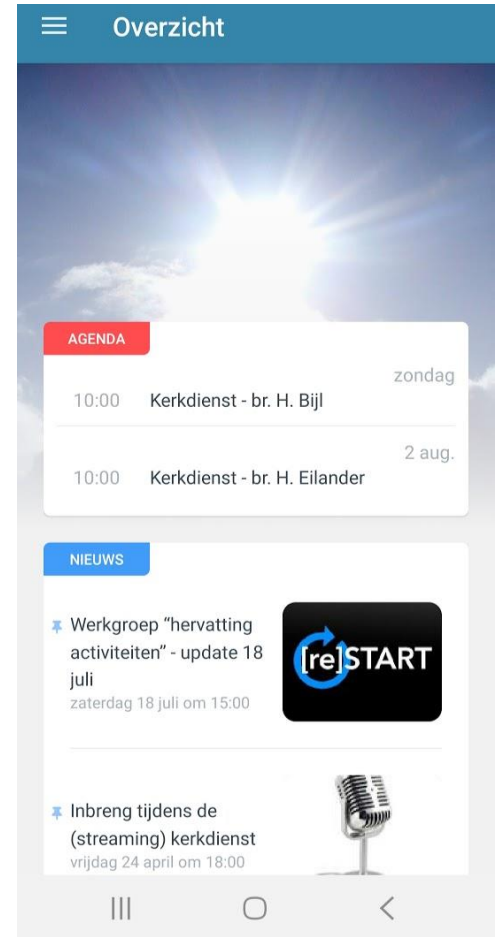 Overzicht
AGENDA
zondag
10:00 Kerkdienst - br. H. Bijl
2 aug.
10:00 Kerkdienst - br. H. Eilander
NIEUWS
Werkgroep “hervatting
activiteiten” - update 18
juli
zaterdag 18 juli om 15:00
[re]START
Inbreng tijdens de
(streaming) kerkdienst
vrijdag 24 april om 18:00